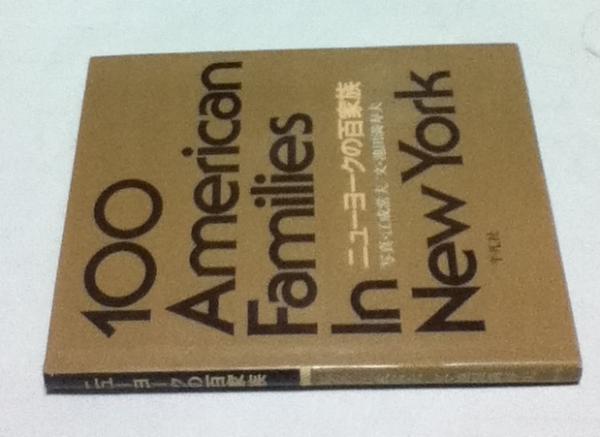 100
American
Families
In
ニューヨークの百家族
写真・江成常夫 文・池田満寿夫
New York
平凡社
ニューヨークの百家族